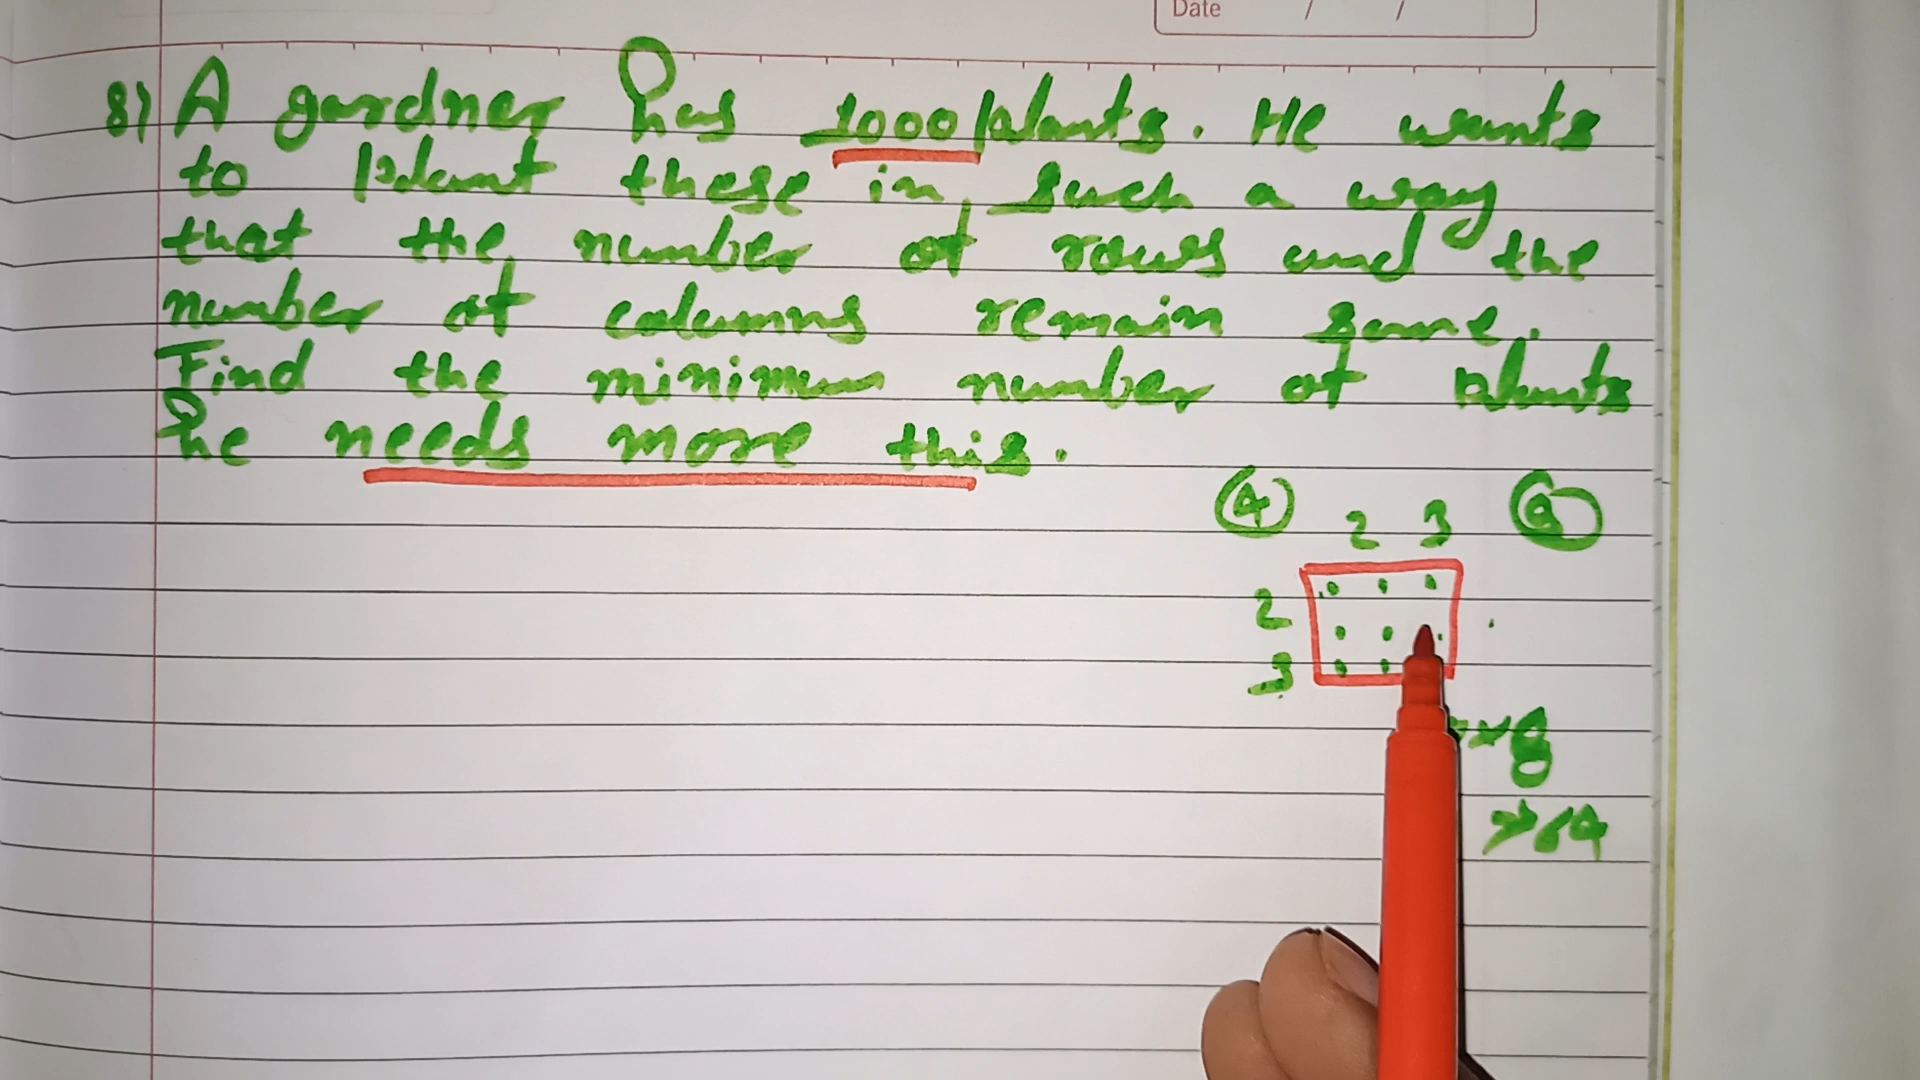 Date / /
8) A gardner has 1000 plants. He wants
to plant these in such a way
that the number of rows and the
number of columns remain same.
Find the minimum number of plants
he needs more this.
4 2 3 9
2
3
8
64